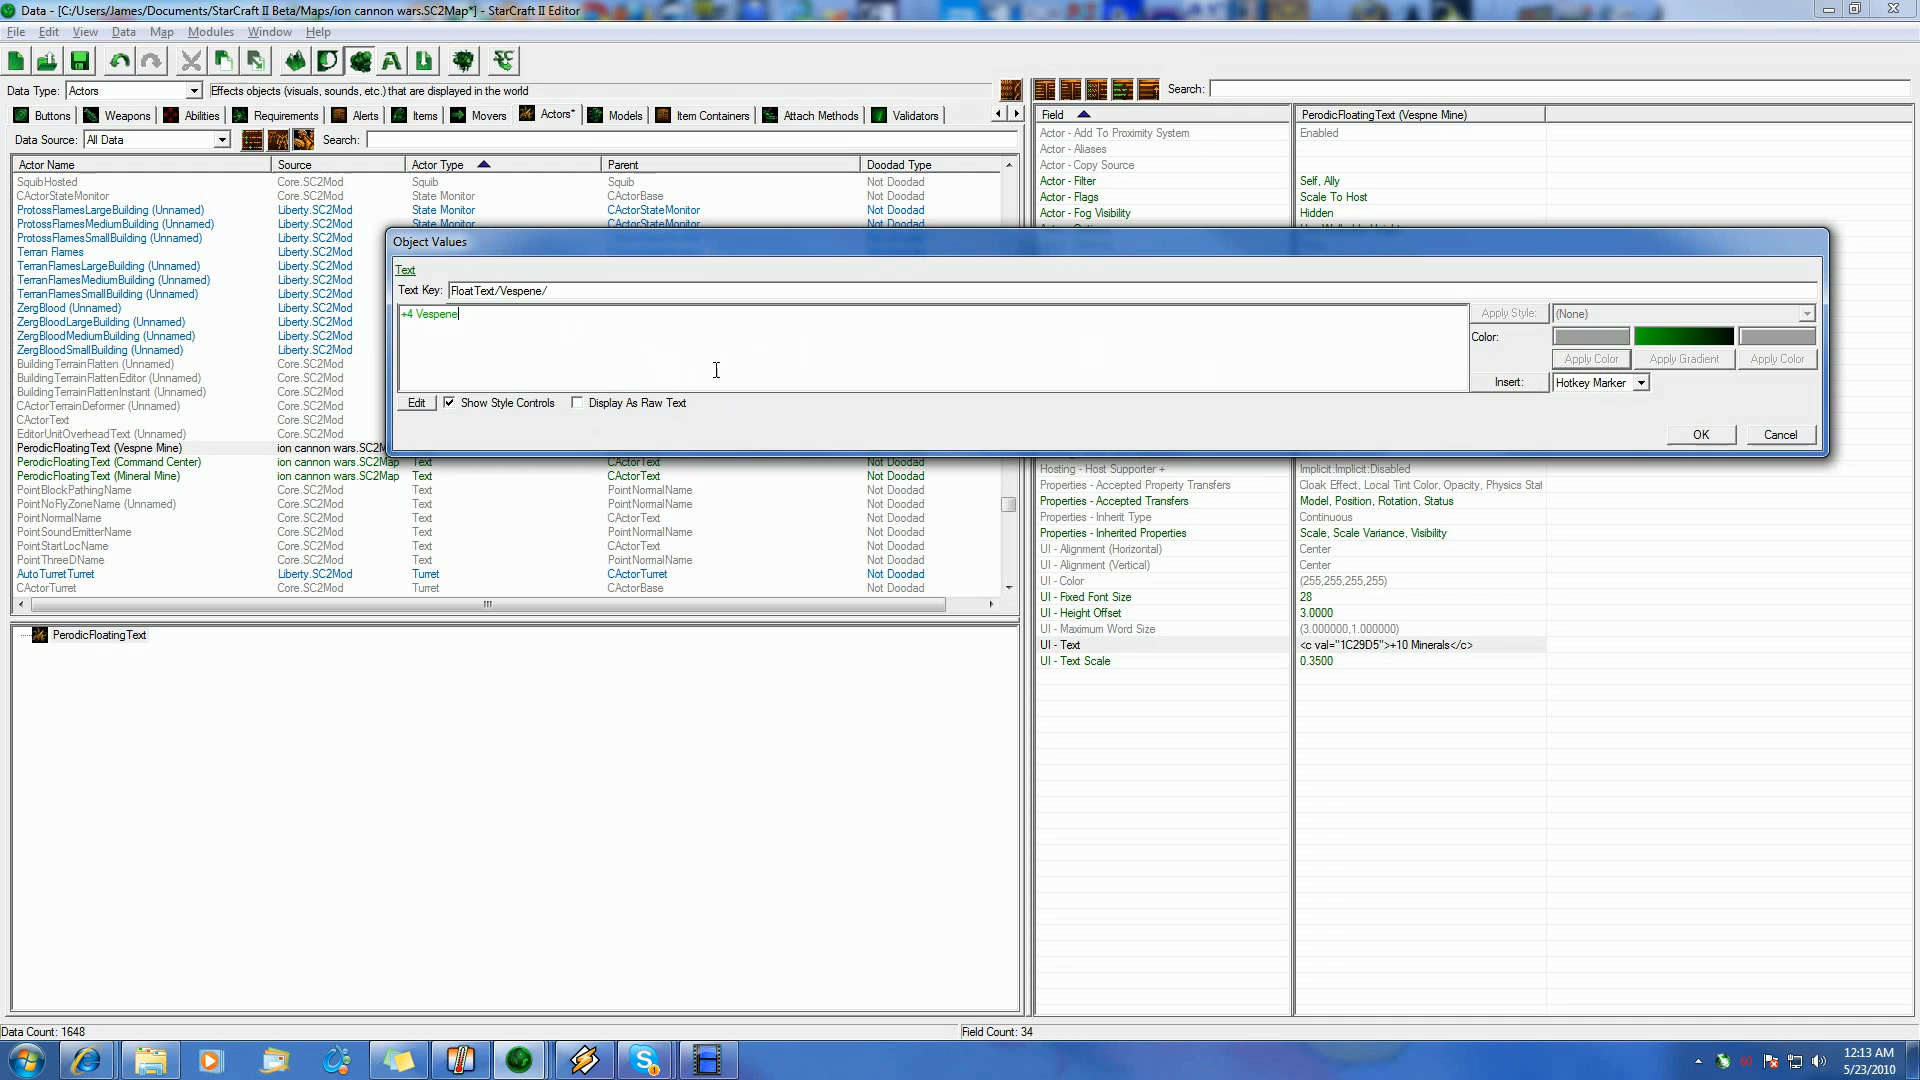 Data - [C:/Users/James/Documents/StarCraft II Beta/Maps/ion cannon wars.SC2Map*] - StarCraft II Editor
File Edit View Data Map Modules Window Help
Data Type: Actors Effects objects (visuals, sounds, etc.) that are displayed in the world
Search:
Buttons Weapons Abilities Requirements Alerts Items Movers Actors* Models Item Containers Attach Methods Validators
Data Source: All Data Search:
Actor Name Source Actor Type Parent Doodad Type
SquibHosted Core.SC2Mod Squib Squib Not Doodad
CActorStateMonitor Core.SC2Mod State Monitor CActorBase Not Doodad
ProtossFlamesLargeBuilding (Unnamed) Liberty.SC2Mod State Monitor CActorStateMonitor Not Doodad
ProtossFlamesMediumBuilding (Unnamed) Liberty.SC2Mod State Monitor CActorStateMonitor Not Doodad
ProtossFlamesSmallBuilding (Unnamed) Liberty.SC2Mod
Terran Flames Liberty.SC2Mod
TerranFlamesLargeBuilding (Unnamed) Liberty.SC2Mod
TerranFlamesMediumBuilding (Unnamed) Liberty.SC2Mod
TerranFlamesSmallBuilding (Unnamed) Liberty.SC2Mod
ZergBlood (Unnamed) Liberty.SC2Mod
ZergBloodLargeBuilding (Unnamed) Liberty.SC2Mod
ZergBloodMediumBuilding (Unnamed) Liberty.SC2Mod
ZergBloodSmallBuilding (Unnamed) Liberty.SC2Mod
BuildingTerrainFlatten (Unnamed) Core.SC2Mod
BuildingTerrainFlattenEditor (Unnamed) Core.SC2Mod
BuildingTerrainFlattenInstant (Unnamed) Core.SC2Mod
CActorTerrainDeformer (Unnamed) Core.SC2Mod
CActorText Core.SC2Mod
EditorUnitOverheadText (Unnamed) Core.SC2Mod
PerodicFloatingText (Vespne Mine) ion cannon wars.SC2M
PerodicFloatingText (Command Center) ion cannon wars.SC2Map Text CActorText Not Doodad
PerodicFloatingText (Mineral Mine) ion cannon wars.SC2Map Text CActorText Not Doodad
PointBlockPathingName Core.SC2Mod Text PointNormalName Not Doodad
PointNoFlyZoneName (Unnamed) Core.SC2Mod Text PointNormalName Not Doodad
PointNormalName Core.SC2Mod Text CActorText Not Doodad
PointSoundEmitterName Core.SC2Mod Text PointNormalName Not Doodad
PointStartLocName Core.SC2Mod Text CActorText Not Doodad
PointThreeDName Core.SC2Mod Text PointNormalName Not Doodad
AutoTurretTurret Liberty.SC2Mod Turret CActorTurret Not Doodad
CActorTurret Core.SC2Mod Turret CActorBase Not Doodad
PerodicFloatingText
Object Values
Text
Text Key: FloatText/Vespene/
+4 Vespene
Apply Style: (None)
Color:
Apply Color Apply Gradient Apply Color
Insert: Hotkey Marker
Edit Show Style Controls Display As Raw Text
OK Cancel
Field PerodicFloatingText (Vespne Mine)
Actor - Add To Proximity System Enabled
Actor - Aliases
Actor - Copy Source
Actor - Filter Self, Ally
Actor - Flags Scale To Host
Actor - Fog Visibility Hidden
Hosting - Host Supporter + Implicit:Implicit:Disabled
Properties - Accepted Property Transfers Cloak Effect, Local Tint Color, Opacity, Physics Stat
Properties - Accepted Transfers Model, Position, Rotation, Status
Properties - Inherit Type Continuous
Properties - Inherited Properties Scale, Scale Variance, Visibility
UI - Alignment (Horizontal) Center
UI - Alignment (Vertical) Center
UI - Color (255,255,255,255)
UI - Fixed Font Size 28
UI - Height Offset 3.0000
UI - Maximum Word Size (3.000000,1.000000)
UI - Text <c val="1C29D5">+10 Minerals</c>
UI - Text Scale 0.3500
Data Count: 1648
Field Count: 34
12:13 AM
5/23/2010